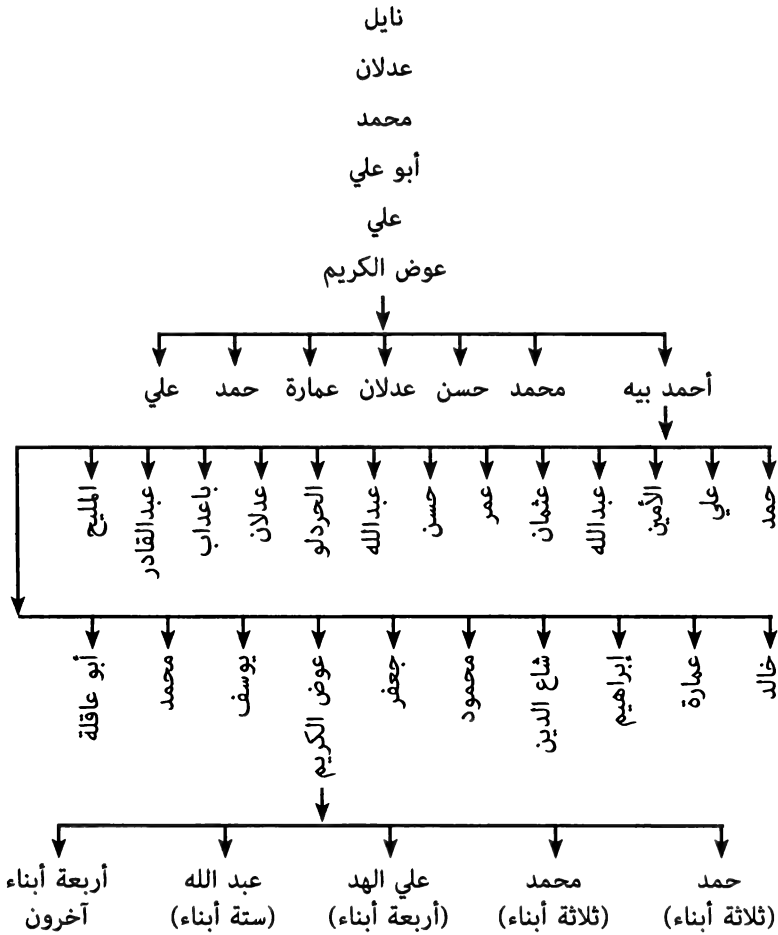 نايل
عدلان
محمد
أبو علي
علي
عوض الكريم
أحمد بيه محمد حسن عدلان عمارة حمد علي
حمد علي الأمين عبدالله عثمان عمر حسن عبدالله الحردلو عدلان باعداب عبدالقادر المليح
خالد عمارة إبراهيم شاع الدين محمود جعفر عوض الكريم يوسف محمد أبو عاقلة
حمد محمد علي الهد عبد الله أربعة أبناء
(ثلاثة أبناء) (ثلاثة أبناء) (أربعة أبناء) (ستة أبناء) آخرون